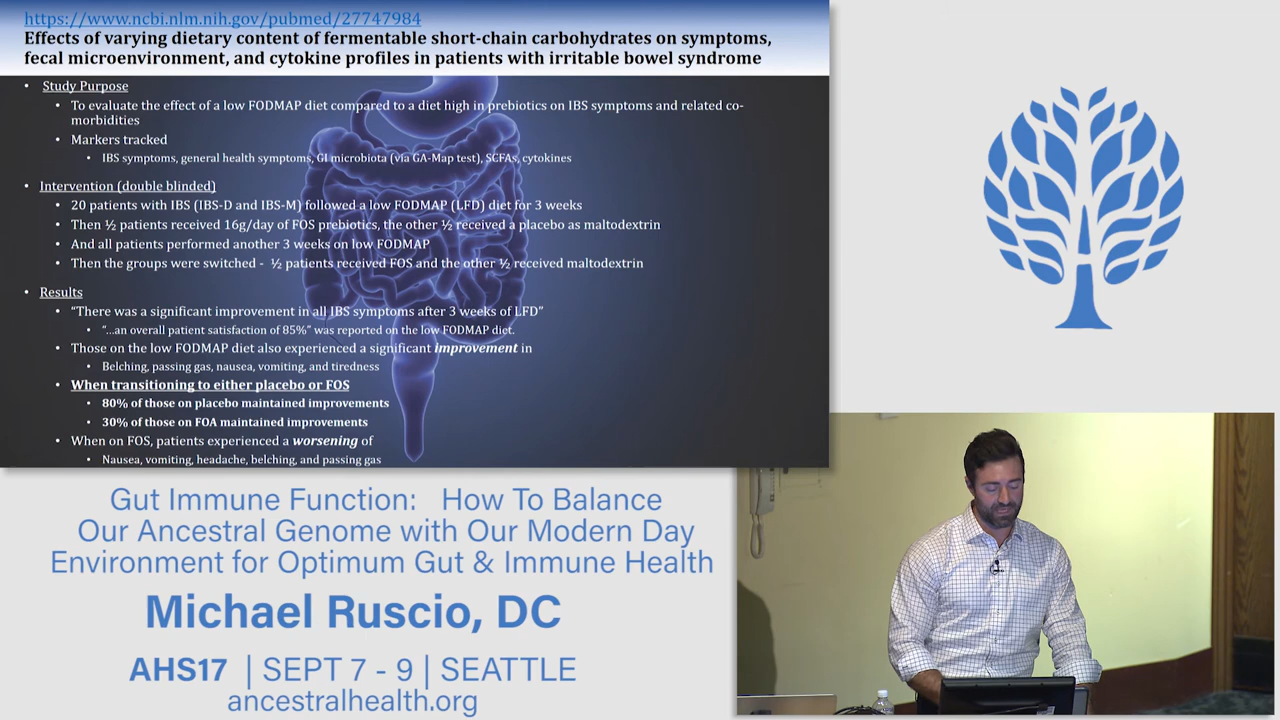 https://www.ncbi.nlm.nih.gov/pubmed/27747984
Effects of varying dietary content of fermentable short-chain carbohydrates on symptoms,
fecal microenvironment, and cytokine profiles in patients with irritable bowel syndrome
• Study Purpose
• To evaluate the effect of a low FODMAP diet compared to a diet high in prebiotics on IBS symptoms and related co-
morbidities
• Markers tracked
• IBS symptoms, general health symptoms, GI microbiota (via GA-Map test), SCFAs, cytokines
• Intervention (double blinded)
• 20 patients with IBS (IBS-D and IBS-M) followed a low FODMAP (LFD) diet for 3 weeks
• Then ½ patients received 16g/day of FOS prebiotics, the other ½ received a placebo as maltodextrin
• And all patients performed another 3 weeks on low FODMAP
• Then the groups were switched - ½ patients received FOS and the other ½ received maltodextrin
• Results
• “There was a significant improvement in all IBS symptoms after 3 weeks of LFD”
• “...an overall patient satisfaction of 85%” was reported on the low FODMAP diet.
• Those on the low FODMAP diet also experienced a significant improvement in
• Belching, passing gas, nausea, vomiting, and tiredness
• When transitioning to either placebo or FOS
• 80% of those on placebo maintained improvements
• 30% of those on FOA maintained improvements
• When on FOS, patients experienced a worsening of
• Nausea, vomiting, headache, belching, and passing gas
Gut Immune Function: How To Balance
Our Ancestral Genome with Our Modern Day
Environment for Optimum Gut & Immune Health
Michael Ruscio, DC
AHS17 | SEPT 7 - 9 | SEATTLE
ancestralhealth.org